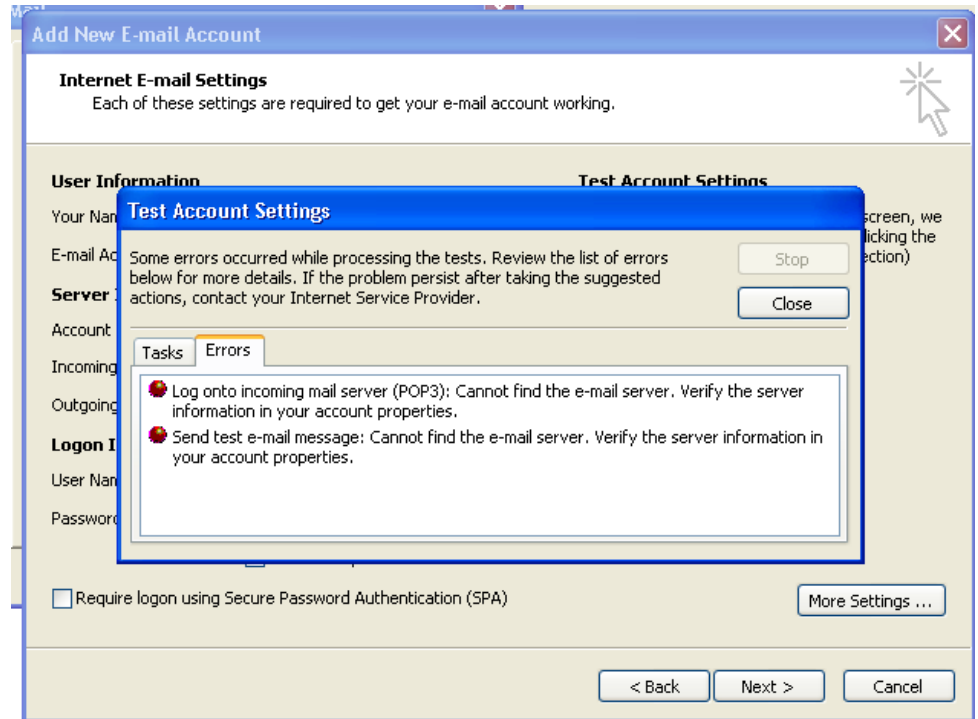 Mail
Add New E-mail Account
Internet E-mail Settings
Each of these settings are required to get your e-mail account working.
User Information
Test Account Settings
Your Nam
screen, we
licking the
E-mail Ad
ection)
Server
Account
Incoming
Outgoing
Logon I
User Nam
Password
Test Account Settings
Some errors occurred while processing the tests. Review the list of errors
below for more details. If the problem persist after taking the suggested
actions, contact your Internet Service Provider.
Stop
Close
Tasks
Errors
Log onto incoming mail server (POP3): Cannot find the e-mail server. Verify the server
information in your account properties.
Send test e-mail message: Cannot find the e-mail server. Verify the server information in
your account properties.
Require logon using Secure Password Authentication (SPA)
More Settings ...
< Back
Next >
Cancel